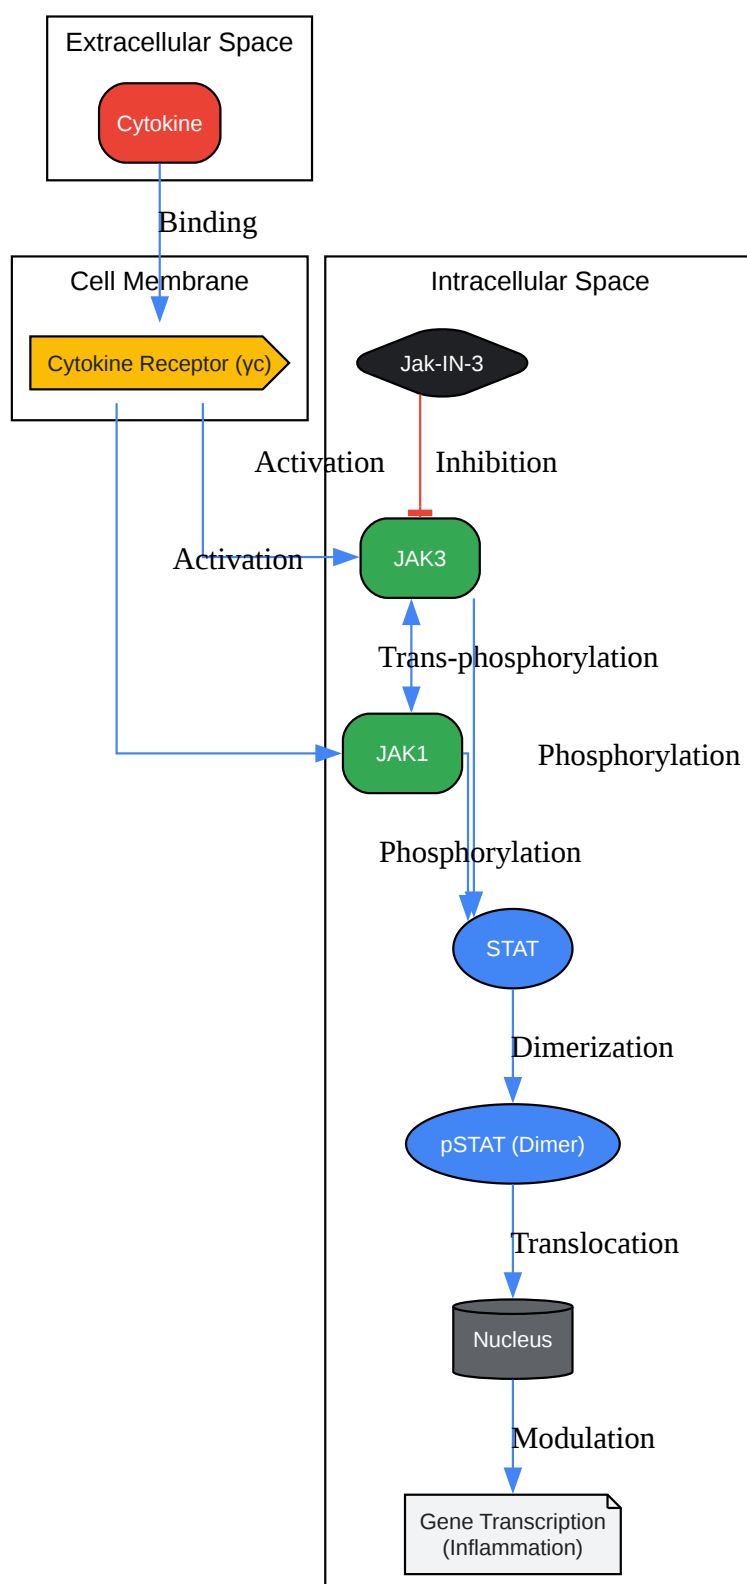 Extracellular Space
Cytokine
Binding
Cell Membrane
Intracellular Space
Cytokine Receptor (γc)
Jak-IN-3
Activation
Inhibition
Activation
JAK3
Trans-phosphorylation
JAK1
Phosphorylation
Phosphorylation
STAT
Dimerization
pSTAT (Dimer)
Translocation
Nucleus
Modulation
Gene Transcription
(Inflammation)